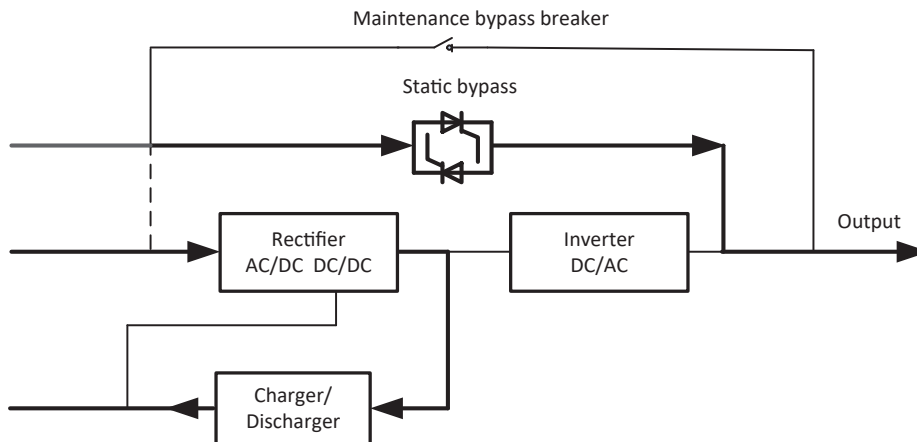 Maintenance bypass breaker
Static bypass
Rectifier
AC/DC DC/DC
Inverter
DC/AC
Output
Charger/
Discharger